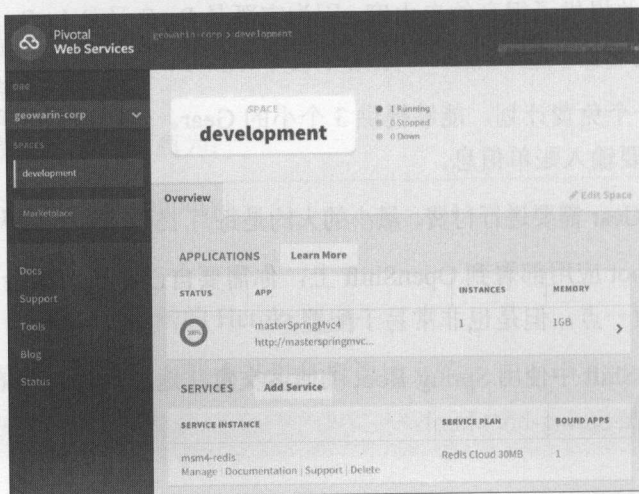 Pivotal
Web Services
geowarin-corp > development
ORG
geowarin-corp
SPACES
development
Marketplace
Docs
Support
Tools
Blog
Status
SPACE
development
1 Running
0 Stopped
0 Down
Overview
Edit Space
APPLICATIONS Learn More
STATUS APP INSTANCES MEMORY
100% masterSpringMvc4 1 1GB
http://masterspringmvc...
SERVICES Add Service
SERVICE INSTANCE SERVICE PLAN BOUND APPS
msm4-redis Redis Cloud 30MB 1
Manage | Documentation | Support | Delete